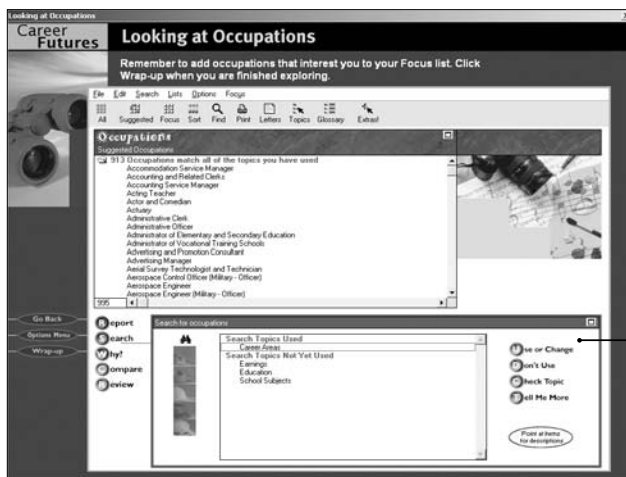 Looking at Occupations
Career
Futures
Looking at Occupations
Remember to add occupations that interest you to your Focus list. Click
Wrap-up when you are finished exploring.
File Edit Search Lists Options Focus
All Suggested Focus Sort Find Print Letters Topics Glossary Extras!
Occupations
Suggested Occupations
913 Occupations match all of the topics you have used
Accommodation Service Manager
Accounting and Related Clerks
Accounting Service Manager
Acting Teacher
Actor and Comedian
Actuary
Administrative Clerk
Administrative Officer
Administrator of Elementary and Secondary Education
Administrator of Vocational Training Schools
Advertising and Promotion Consultant
Advertising Manager
Aerial Survey Technologist and Technician
Aerospace Control Officer (Military - Officer)
Aerospace Engineer
Aerospace Engineer (Military - Officer)
995
Go Back
Options Menu
Wrap-up
Report
Search
Why?
Compare
Review
Search for occupations
Search Topics Used
Career Areas
Search Topics Not Yet Used
Earnings
Education
School Subjects
Use or Change
Don't Use
Check Topic
Tell Me More
Point at items
for descriptions